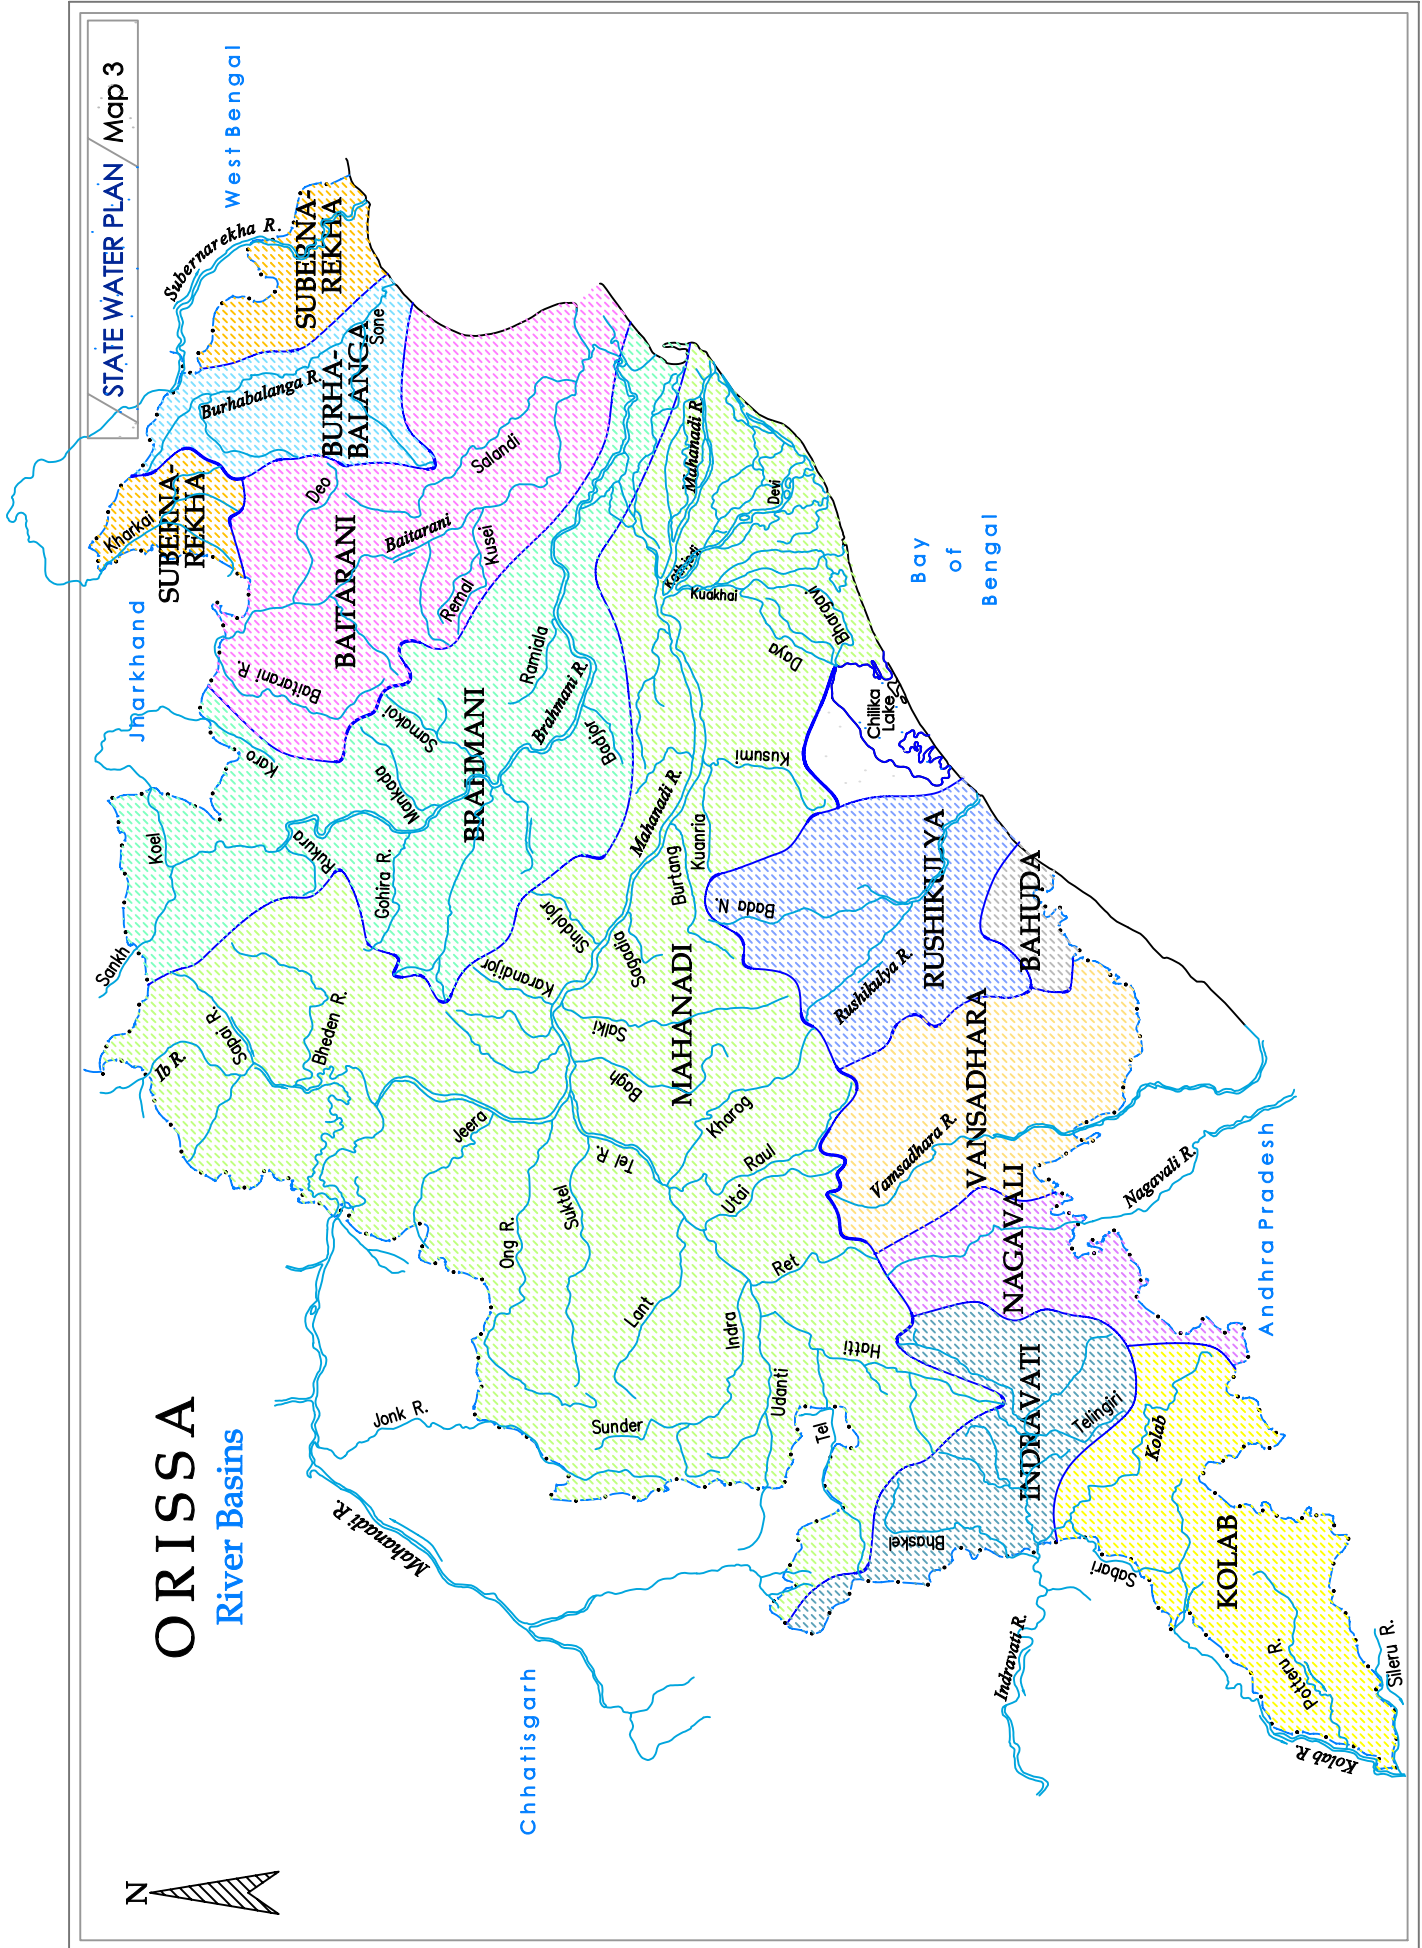 STATE WATER PLAN
Map 3
ORISSA
River Basins
N
West Bengal
Jharkhand
Chhatisgarh
Andhra Pradesh
Bay
of
Bengal
Subernarekha R.
SUBERNA-
REKHA
BURHA-
BALANGA
Burhabalanga R.
Sone
SUBERNA-
REKHA
Kharkai
BAITARANI
Deo
Salandi
Baitarani
Kusei
Remal
Baitarani R.
BRAHMANI
Ramiala
Brahmani R.
Badjor
Samakoi
Mankada
Karo
Koel
Rukura
Gohira R.
Sankh
MAHANADI
Mahanadi R.
Devi
Kathjodi
Kuakhai
Bhargavi
Daya
Chilika
Lake
Kusumi
Mahanadi R.
Kuanria
Burtang
Sindoijor
Sagadia
Karandijor
Salki
Bagh
Kharog
Raul
Utai
Tel R.
Suktel
Ong R.
Jeera
Bheden R.
Sapai R.
Ib R.
Lant
Indra
Ret
Hatti
Udanti
Sunder
Tel
Jonk R.
Mahanadi R.
RUSHIKULYA
Bada N.
Rushikulya R.
BAHUDA
VANSADHARA
Vamsadhara R.
NAGAVALI
Nagavali R.
INDRAVATI
Telingiri
Bhaskel
Indravati R.
KOLAB
Kolab
Sabari
Potteru R.
Sileru R.
Kolab R.